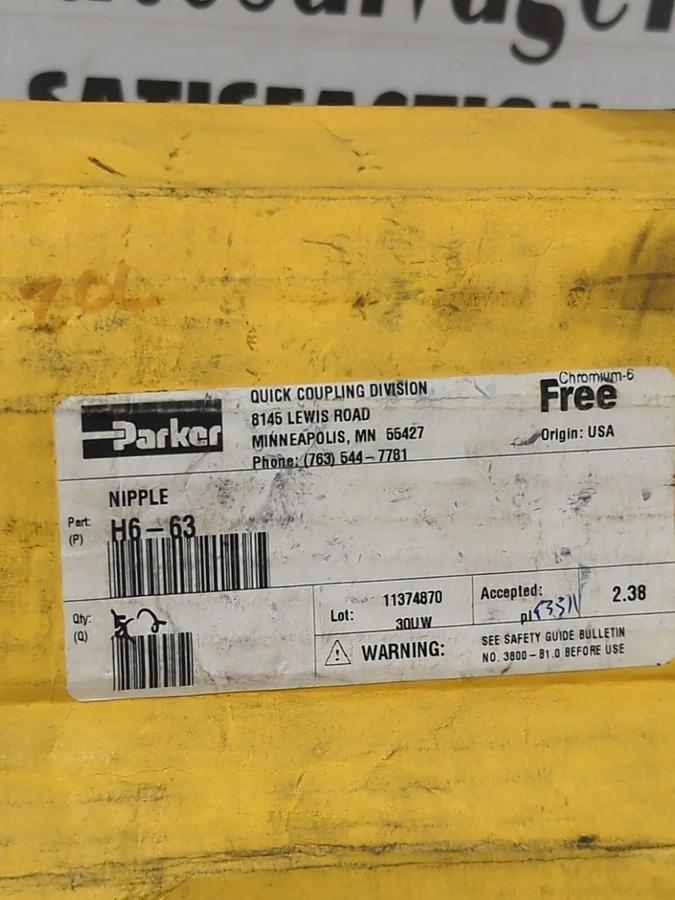 SATISFACTION
Parker
QUICK COUPLING DIVISION
8145 LEWIS ROAD
MINNEAPOLIS, MN 55427
Phone: (763) 544-7781
Chromium-6
Free
Origin: USA
NIPPLE
Part:
(P)
H6-63
Qty:
(Q)
2
Lot:
11374870
30UW
Accepted:
2.38
WARNING:
SEE SAFETY GUIDE BULLETIN
NO. 3800-B1.0 BEFORE USE